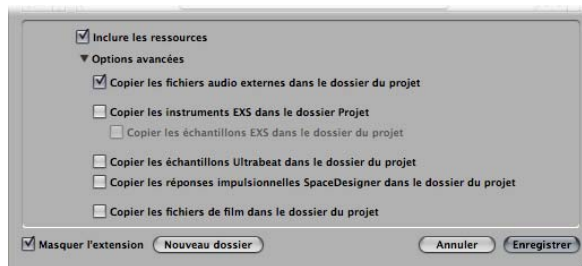 Inclure les ressources
Options avancées
Copier les fichiers audio externes dans le dossier du projet
Copier les instruments EXS dans le dossier Projet
Copier les échantillons EXS dans le dossier du projet
Copier les échantillons Ultrabeat dans le dossier du projet
Copier les réponses impulsionnelles SpaceDesigner dans le dossier du projet
Copier les fichiers de film dans le dossier du projet
Masquer l'extension Nouveau dossier Annuler Enregistrer